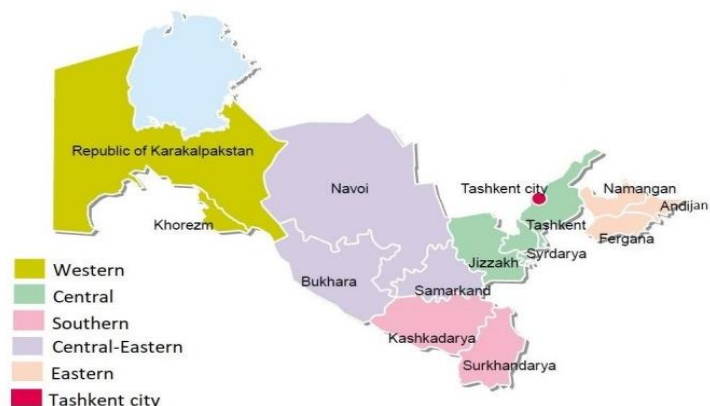 Republic of Karakalpakstan
Khorezm
Navoi
Bukhara
Samarkand
Tashkent city
Namangan
Andijan
Tashkent
Fergana
Syrdarya
Jizzakh
Kashkadarya
Surkhandarya
Western
Central
Southern
Central-Eastern
Eastern
Tashkent city